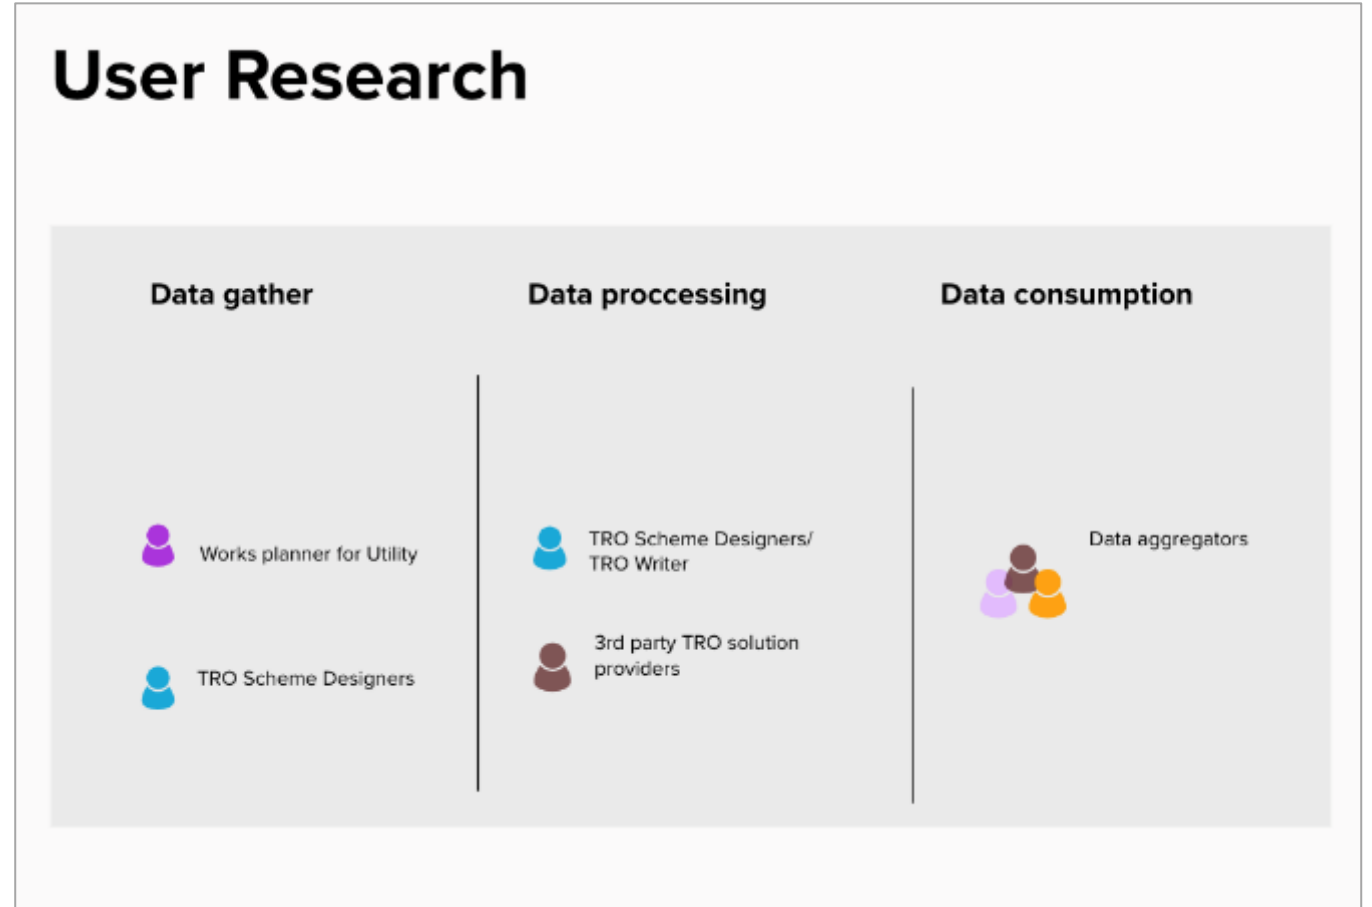 User Research
Data gather
Data proccessing
Data consumption
Works planner for Utility
TRO Scheme Designers
TRO Scheme Designers/
TRO Writer
3rd party TRO solution
providers
Data aggregators